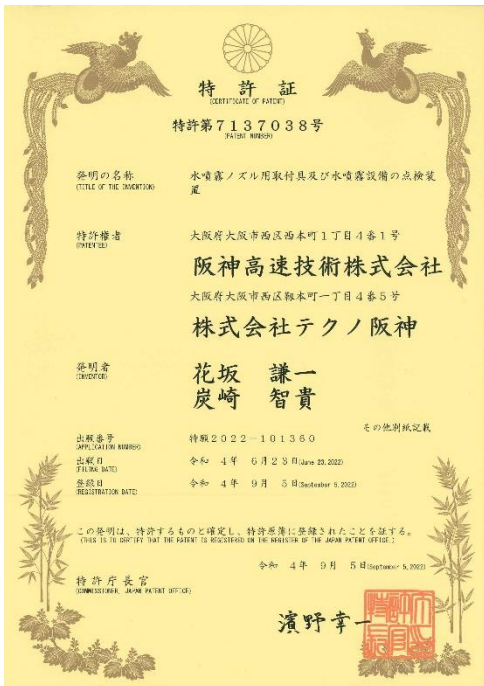 特許証
(CERTIFICATE OF PATENT)
特許第7137038号
(PATENT NUMBER)
発明の名称
(TITLE OF THE INVENTION)
水噴霧ノズル用取付具及び水噴霧設備の点検装
置
特許権者
(PATENTEE)
大阪府大阪市西区西本町1丁目4番1号
阪神高速技術株式会社
大阪府大阪市西区靱本町一丁目4番5号
株式会社テクノ阪神
発明者
(INVENTOR)
花坂 謙一
炭崎 智貴
その他別紙記載
出願番号
(APPLICATION NUMBER)
特願2022-101360
出願日
(FILING DATE)
令和 4年 6月23日(June 23,2022)
登録日
(REGISTRATION DATE)
令和 4年 9月 5日(September 5,2022)
この発明は、特許するものと確定し、特許原簿に登録されたことを証する。
(THIS IS TO CERTIFY THAT THE PATENT IS REGISTERED ON THE REGISTER OF THE JAPAN PATENT OFFICE.)
令和 4年 9月 5日(September 5,2022)
特許庁長官
(COMMISSIONER, JAPAN PATENT OFFICE)
濱野幸一